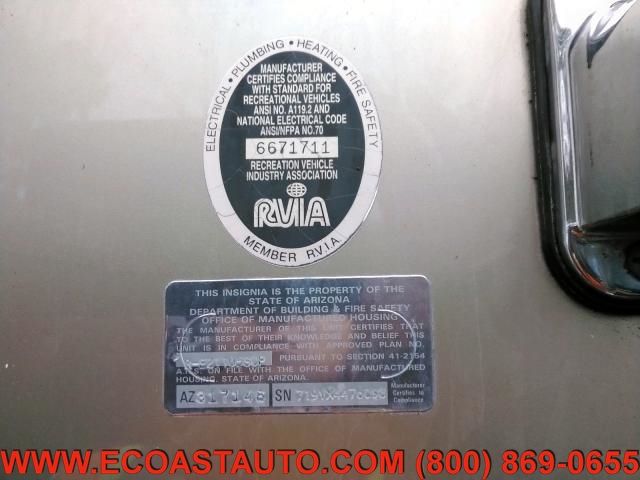 ELECTRICAL • PLUMBING • HEATING • FIRE SAFETY
MANUFACTURER
CERTIFIES COMPLIANCE
WITH STANDARD FOR
RECREATIONAL VEHICLES
ANSI NO. A119.2 AND
NATIONAL ELECTRICAL CODE
ANSI/NFPA NO.70
6671711
RECREATION VEHICLE
INDUSTRY ASSOCIATION
RVIA
MEMBER R.V.I.A.
THIS INSIGNIA IS THE PROPERTY OF THE
STATE OF ARIZONA
DEPARTMENT OF BUILDING & FIRE SAFETY
OFFICE OF MANUFACTURED HOUSING
THE MANUFACTURER OF THIS UNIT CERTIFIES THAT
TO THE BEST OF THEIR KNOWLEDGE AND BELIEF THIS
UNIT IS IN COMPLIANCE WITH APPROVED PLAN NO.
PURSUANT TO SECTION 41-2154
A.R.S. ON FILE WITH THE OFFICE OF MANUFACTURED
HOUSING, STATE OF ARIZONA.
AZ317148 SN
Manufacturer
Certifies to
Compliance
WWW.ECOASTAUTO.COM (800) 869-0655